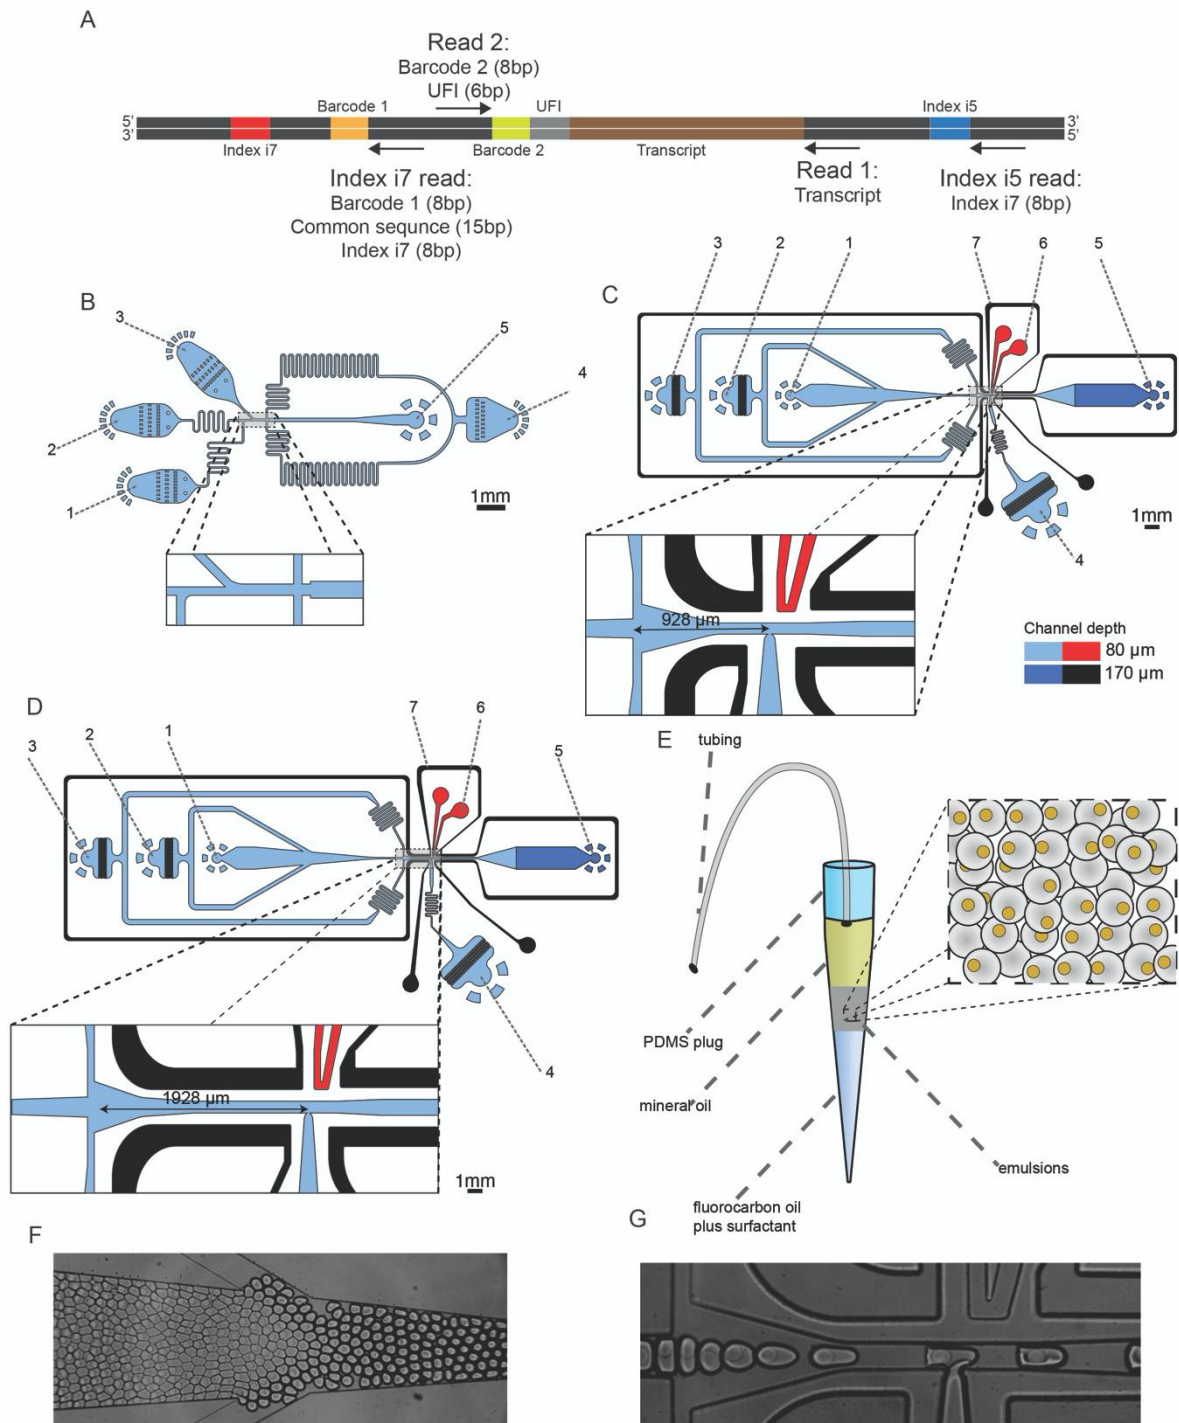 A
Read 2:
Barcode 2 (8bp)
UFI (6bp)
Barcode 1
UFI
Index i5
5'
3'
3'
5'
Index i7
Barcode 2
Transcript
Index i7 read:
Barcode 1 (8bp)
Common sequnce (15bp)
Index i7 (8bp)
Read 1:
Transcript
Index i5 read:
Index i7 (8bp)
B
3
2
1
5
4
1mm
C
3
2
1
7
6
5
4
1mm
928 µm
Channel depth
80 µm
170 µm
D
3
2
1
7
6
5
4
1928 µm
1mm
E
tubing
PDMS plug
mineral oil
emulsions
fluorocarbon oil
plus surfactant
F
G